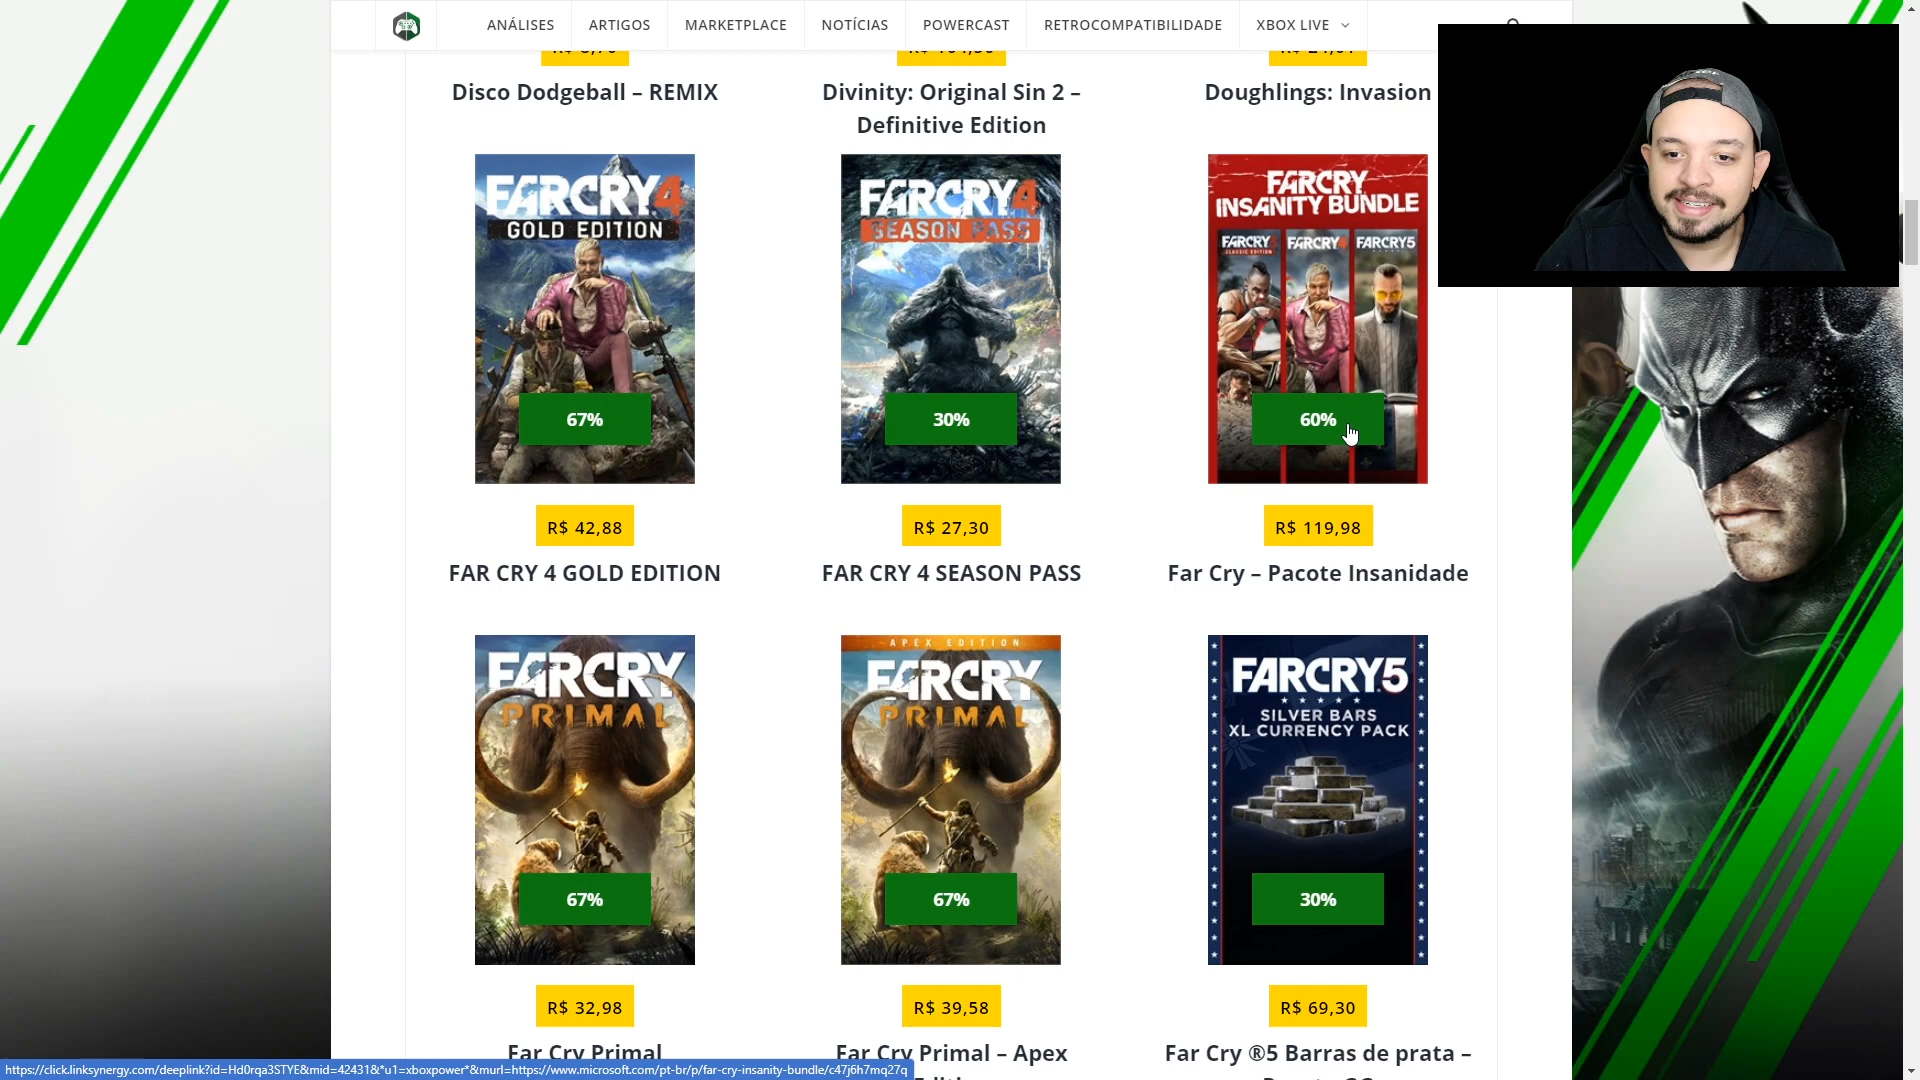 ANÁLISES
ARTIGOS
MARKETPLACE
NOTÍCIAS
POWERCAST
RETROCOMPATIBILIDADE
XBOX LIVE
Disco Dodgeball – REMIX
Divinity: Original Sin 2 –
Definitive Edition
Doughlings: Invasion
FARCRY4
GOLD EDITION
67%
FARCRY4
SEASON PASS
30%
FARCRY
INSANITY BUNDLE
FARCRY
CLASSIC EDITION
FARCRY4
FARCRY5
60%
R$ 42,88
R$ 27,30
R$ 119,98
FAR CRY 4 GOLD EDITION
FAR CRY 4 SEASON PASS
Far Cry – Pacote Insanidade
FARCRY
PRIMAL
67%
APEX EDITION
FARCRY
PRIMAL
67%
FARCRY5
SILVER BARS
XL CURRENCY PACK
30%
R$ 32,98
R$ 39,58
R$ 69,30
Far Cry Primal
Far Cry Primal – Apex
Far Cry ®5 Barras de prata –
https://click.linksynergy.com/deeplink?id=Hd0rqa3STYE&mid=42431&*u1=xboxpower*&murl=https://www.microsoft.com/pt-br/p/far-cry-insanity-bundle/c47j6h7mq27q